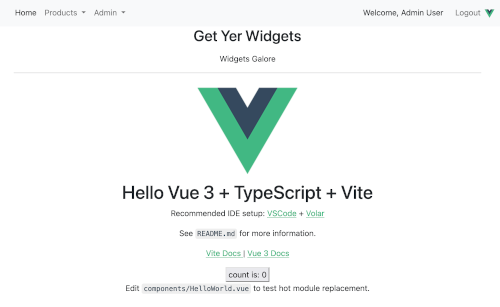 Home Products Admin Welcome, Admin User Logout
Get Yer Widgets
Widgets Galore
Hello Vue 3 + TypeScript + Vite
Recommended IDE setup: VSCode + Volar
See README.md for more information.
Vite Docs | Vue 3 Docs
count is: 0
Edit components/HelloWorld.vue to test hot module replacement.